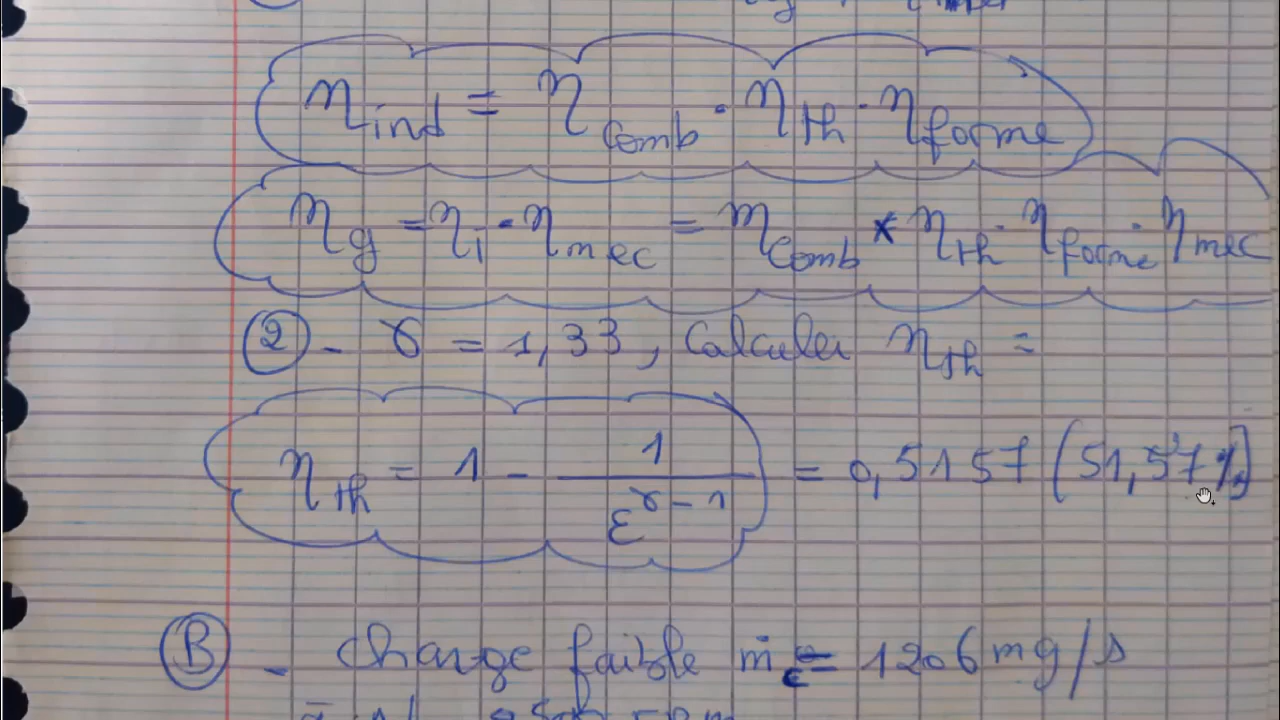 η_ind = η_comb · η_th · η_forme
η_g = η_i · η_mec = η_comb * η_th · η_forme · η_mec
② - γ = 1,33, Calculer η_th =
η_th = 1 - 1 / ε^(γ-1) = 0,5157 (51,57%)
Ⓑ - charge faible ṁ_c = 1206 mg/s